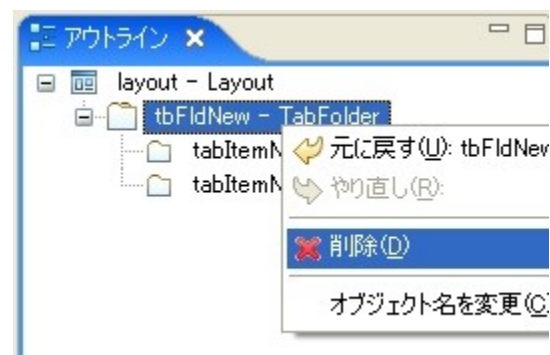 アウトライン
layout - Layout
tbFldNew - TabFolder
tabItemN
tabItemN
元に戻す(U): tbFldNew
やり直し(R):
削除(D)
オブジェクト名を変更(C)